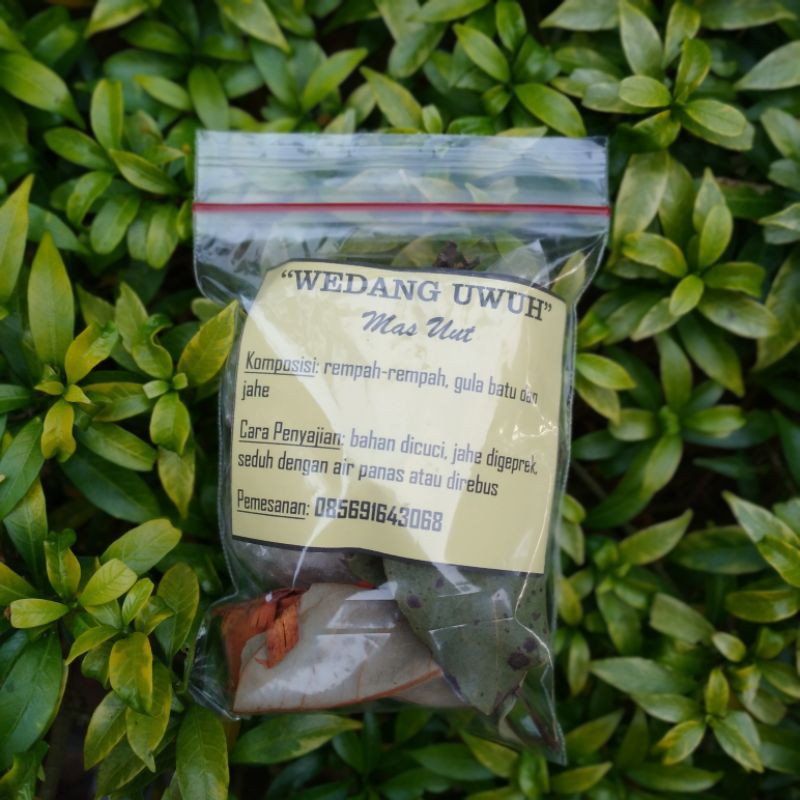 “WEDANG UWUH”
Mas Nut
Komposisi: rempah-rempah, gula batu dan
jahe
Cara Penyajian: bahan dicuci, jahe digeprek,
seduh dengan air panas atau direbus
Pemesanan: 085691643068